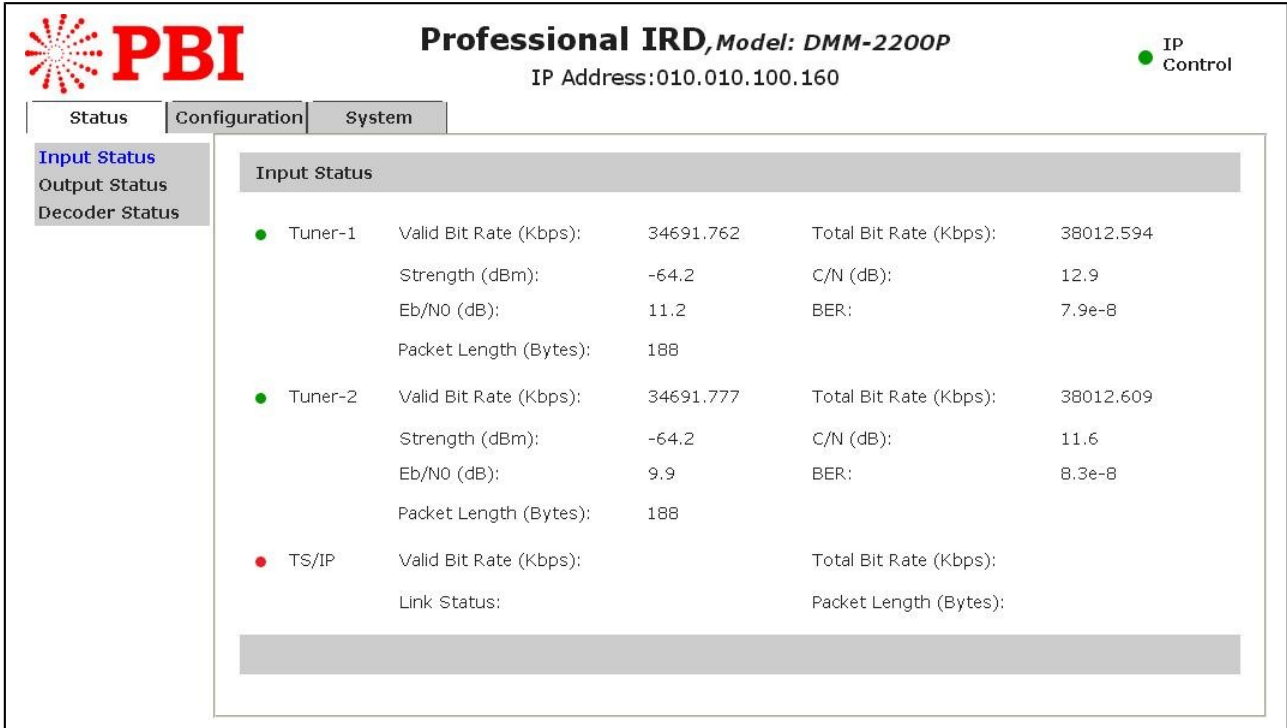 PBI
Professional IRD,Model: DMM-2200P
IP Address:010.010.100.160
IP
Control
Status Configuration System
Input Status
Output Status
Decoder Status
Input Status
Tuner-1 Valid Bit Rate (Kbps): 34691.762 Total Bit Rate (Kbps): 38012.594
Strength (dBm): -64.2 C/N (dB): 12.9
Eb/N0 (dB): 11.2 BER: 7.9e-8
Packet Length (Bytes): 188
Tuner-2 Valid Bit Rate (Kbps): 34691.777 Total Bit Rate (Kbps): 38012.609
Strength (dBm): -64.2 C/N (dB): 11.6
Eb/N0 (dB): 9.9 BER: 8.3e-8
Packet Length (Bytes): 188
TS/IP Valid Bit Rate (Kbps): Total Bit Rate (Kbps):
Link Status: Packet Length (Bytes):